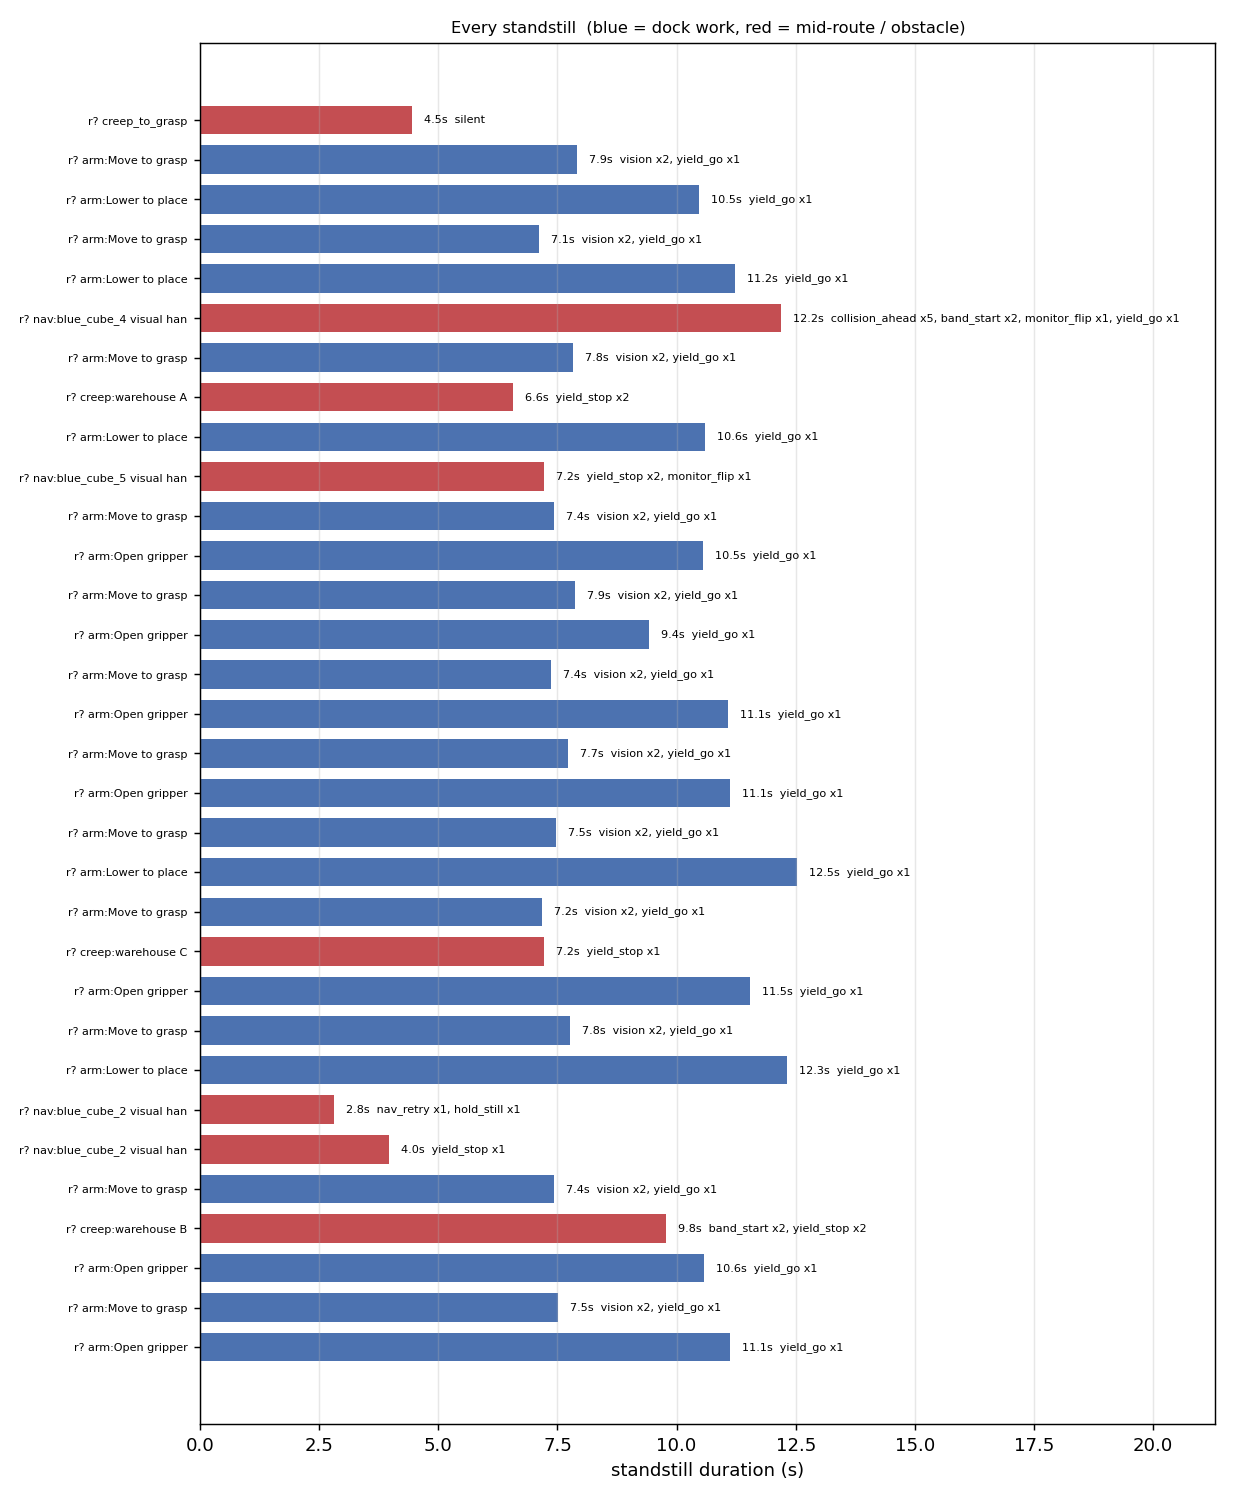 Every standstill  (blue = dock work, red = mid-route / obstacle)
r? creep_to_grasp 4.5s  silent
r? arm:Move to grasp 7.9s  vision x2, yield_go x1
r? arm:Lower to place 10.5s  yield_go x1
r? arm:Move to grasp 7.1s  vision x2, yield_go x1
r? arm:Lower to place 11.2s  yield_go x1
r? nav:blue_cube_4 visual han 12.2s  collision_ahead x5, band_start x2, monitor_flip x1, yield_go x1
r? arm:Move to grasp 7.8s  vision x2, yield_go x1
r? creep:warehouse A 6.6s  yield_stop x2
r? arm:Lower to place 10.6s  yield_go x1
r? nav:blue_cube_5 visual han 7.2s  yield_stop x2, monitor_flip x1
r? arm:Move to grasp 7.4s  vision x2, yield_go x1
r? arm:Open gripper 10.5s  yield_go x1
r? arm:Move to grasp 7.9s  vision x2, yield_go x1
r? arm:Open gripper 9.4s  yield_go x1
r? arm:Move to grasp 7.4s  vision x2, yield_go x1
r? arm:Open gripper 11.1s  yield_go x1
r? arm:Move to grasp 7.7s  vision x2, yield_go x1
r? arm:Open gripper 11.1s  yield_go x1
r? arm:Move to grasp 7.5s  vision x2, yield_go x1
r? arm:Lower to place 12.5s  yield_go x1
r? arm:Move to grasp 7.2s  vision x2, yield_go x1
r? creep:warehouse C 7.2s  yield_stop x1
r? arm:Open gripper 11.5s  yield_go x1
r? arm:Move to grasp 7.8s  vision x2, yield_go x1
r? arm:Lower to place 12.3s  yield_go x1
r? nav:blue_cube_2 visual han 2.8s  nav_retry x1, hold_still x1
r? nav:blue_cube_2 visual han 4.0s  yield_stop x1
r? arm:Move to grasp 7.4s  vision x2, yield_go x1
r? creep:warehouse B 9.8s  band_start x2, yield_stop x2
r? arm:Open gripper 10.6s  yield_go x1
r? arm:Move to grasp 7.5s  vision x2, yield_go x1
r? arm:Open gripper 11.1s  yield_go x1
0.0 2.5 5.0 7.5 10.0 12.5 15.0 17.5 20.0
standstill duration (s)